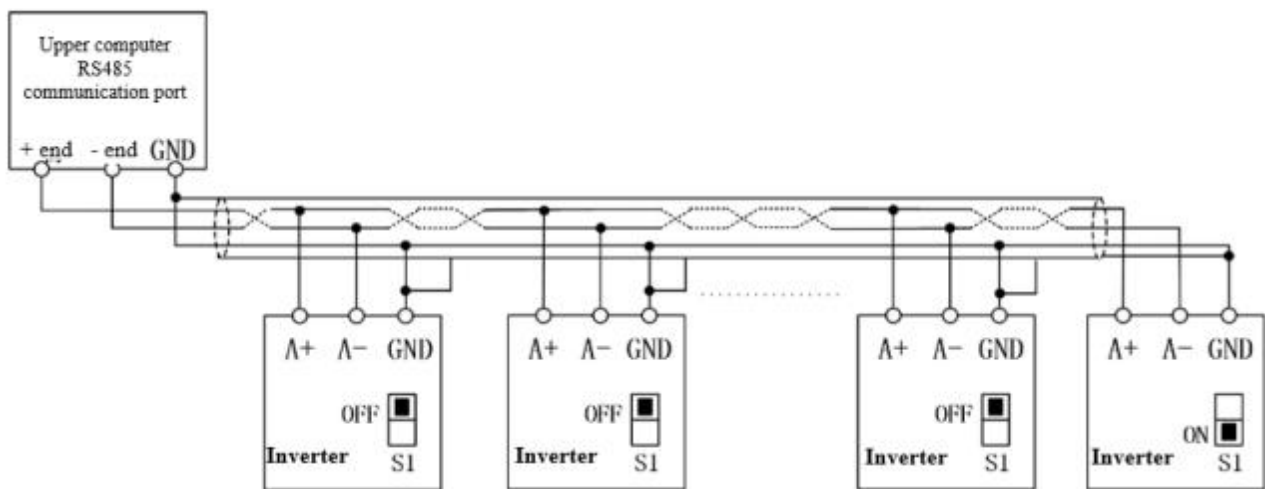 Upper computer
RS485
communication port
+ end - end GND
A+ A- GND
OFF
Inverter
S1
A+ A- GND
OFF
Inverter
S1
A+ A- GND
OFF
Inverter
S1
A+ A- GND
ON
Inverter
S1